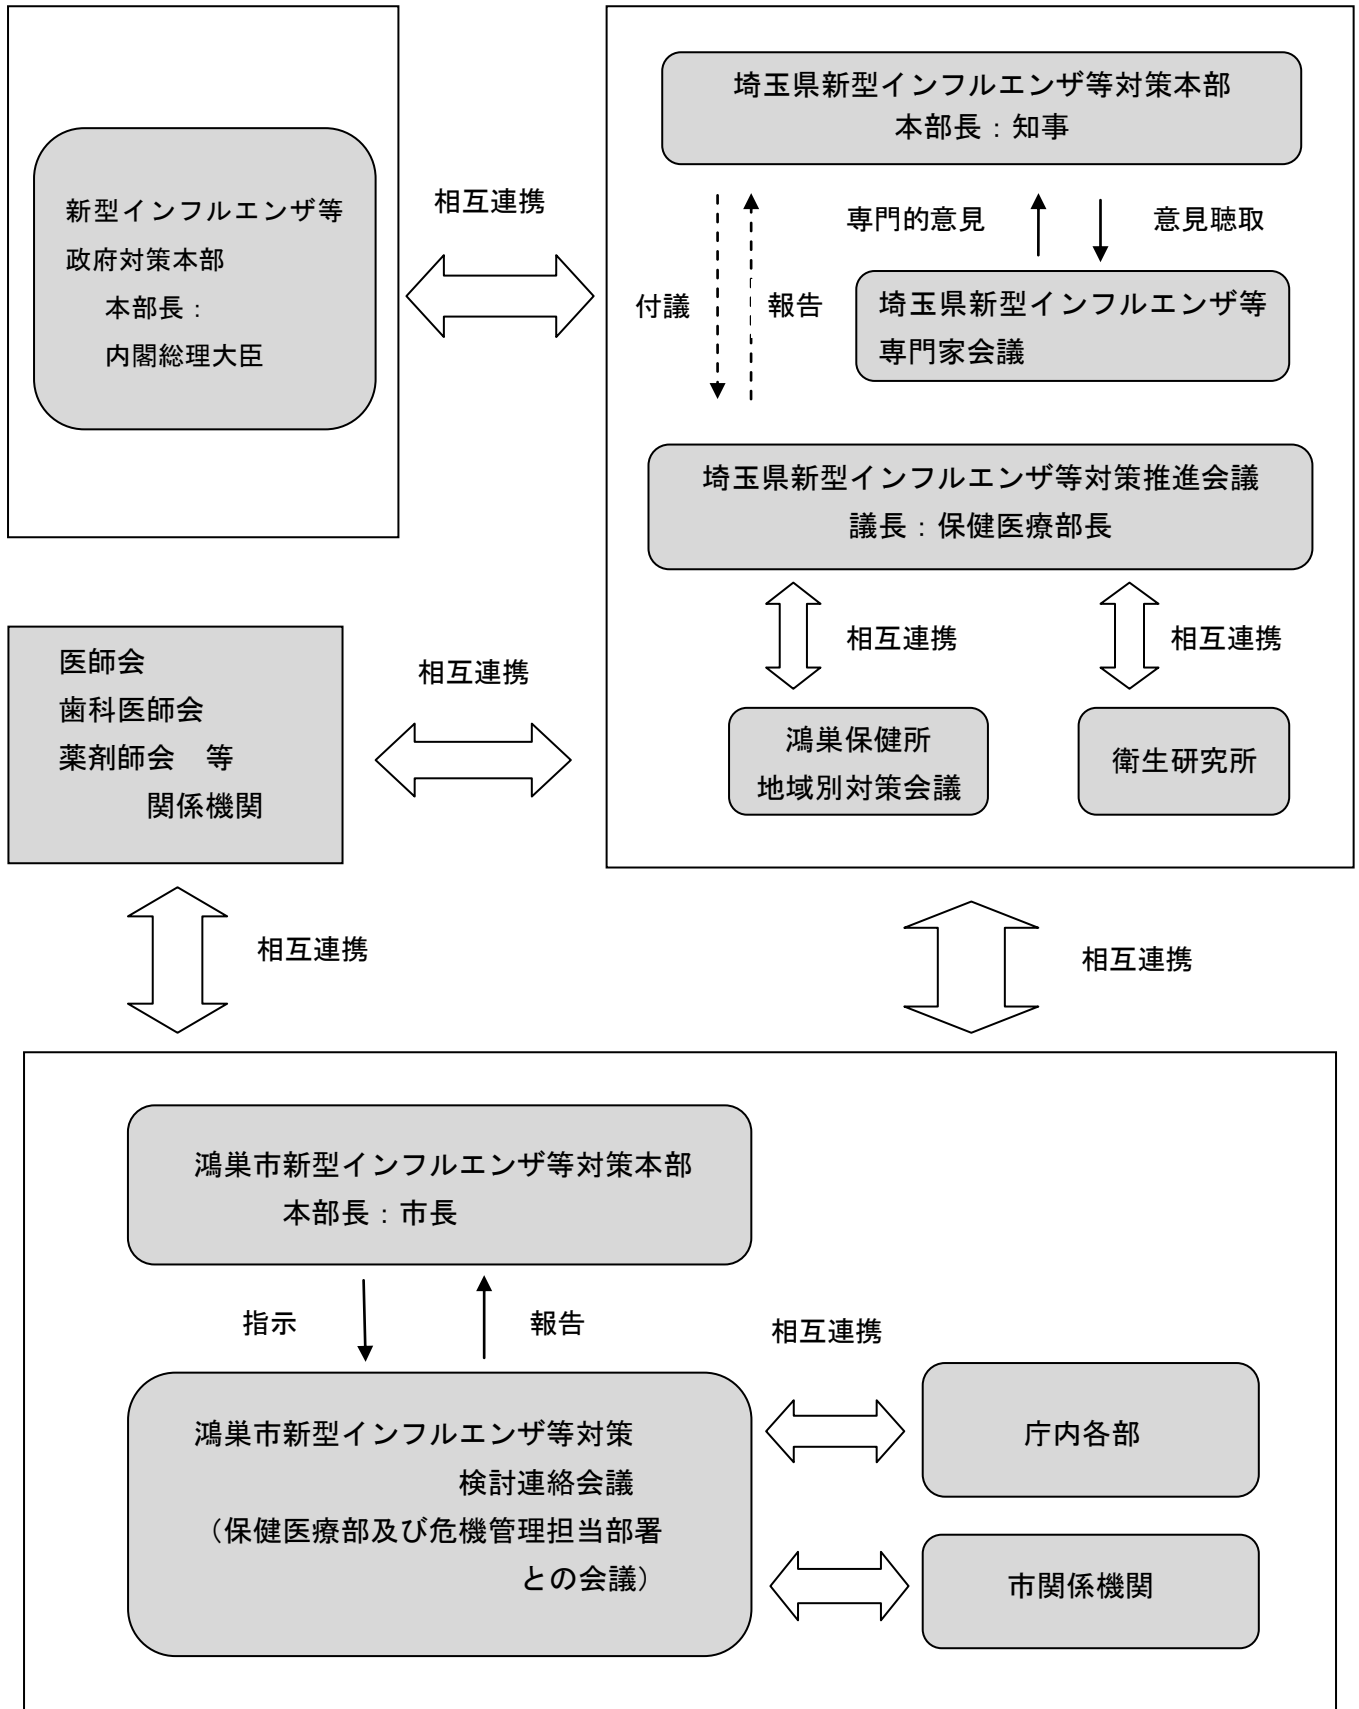 新型インフルエンザ等
政府対策本部
本部長：
内閣総理大臣
相互連携
埼玉県新型インフルエンザ等対策本部
本部長：知事
付議
報告
専門的意見
意見聴取
埼玉県新型インフルエンザ等
専門家会議
埼玉県新型インフルエンザ等対策推進会議
議長：保健医療部長
相互連携
相互連携
鴻巣保健所
地域別対策会議
衛生研究所
医師会
歯科医師会
薬剤師会　等
関係機関
相互連携
相互連携
相互連携
鴻巣市新型インフルエンザ等対策本部
本部長：市長
指示
報告
相互連携
鴻巣市新型インフルエンザ等対策
検討連絡会議
（保健医療部及び危機管理担当部署
との会議）
庁内各部
市関係機関